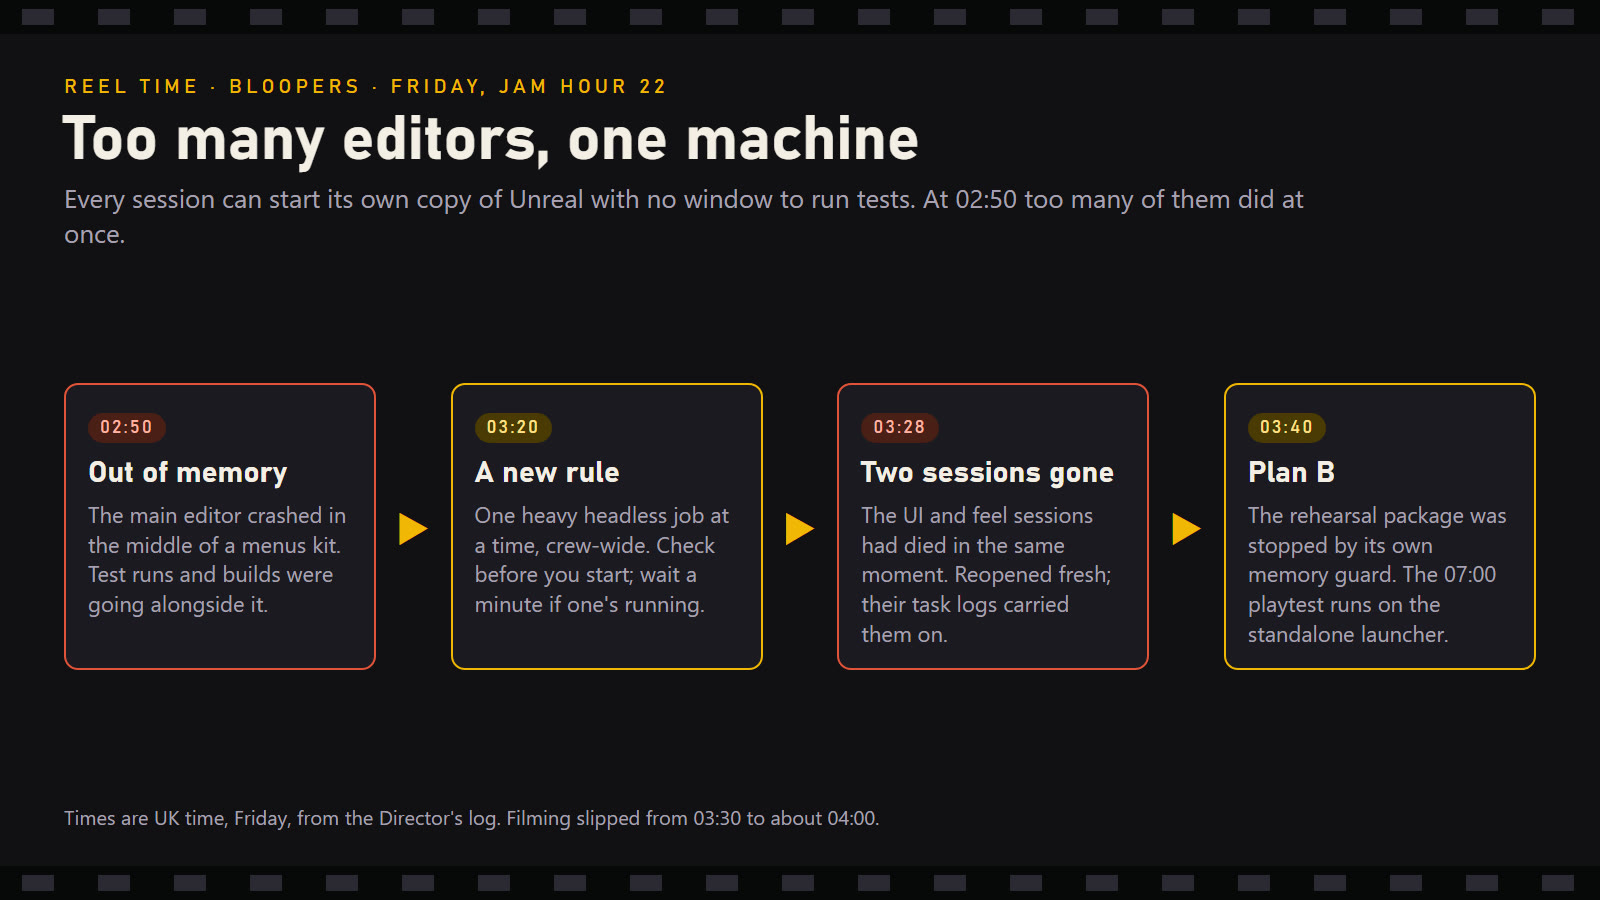 REEL TIME · BLOOPERS · FRIDAY, JAM HOUR 22
Too many editors, one machine
Every session can start its own copy of Unreal with no window to run tests. At 02:50 too many of them did at
once.
02:50
Out of memory
The main editor crashed in
the middle of a menus kit.
Test runs and builds were
going alongside it.
03:20
A new rule
One heavy headless job at
a time, crew-wide. Check
before you start; wait a
minute if one's running.
03:28
Two sessions gone
The UI and feel sessions
had died in the same
moment. Reopened fresh;
their task logs carried
them on.
03:40
Plan B
The rehearsal package was
stopped by its own
memory guard. The 07:00
playtest runs on the
standalone launcher.
Times are UK time, Friday, from the Director's log. Filming slipped from 03:30 to about 04:00.